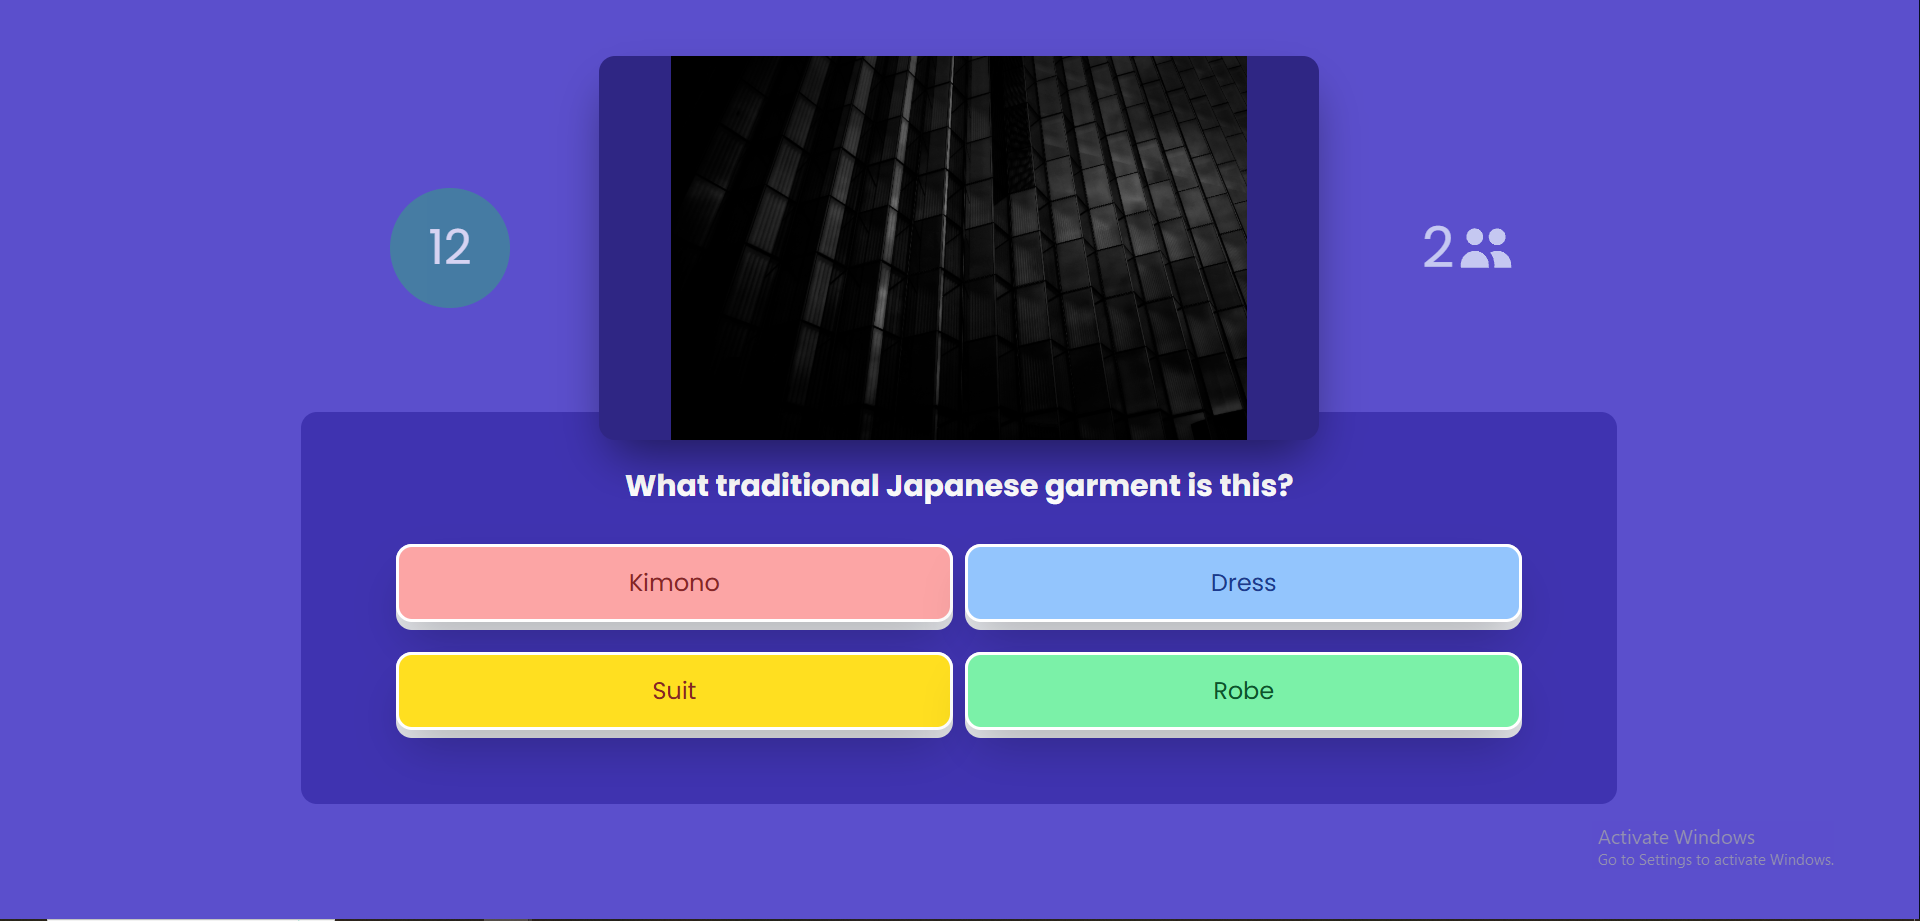 12
2
What traditional Japanese garment is this?
Kimono
Dress
Suit
Robe
Activate Windows
Go to Settings to activate Windows.